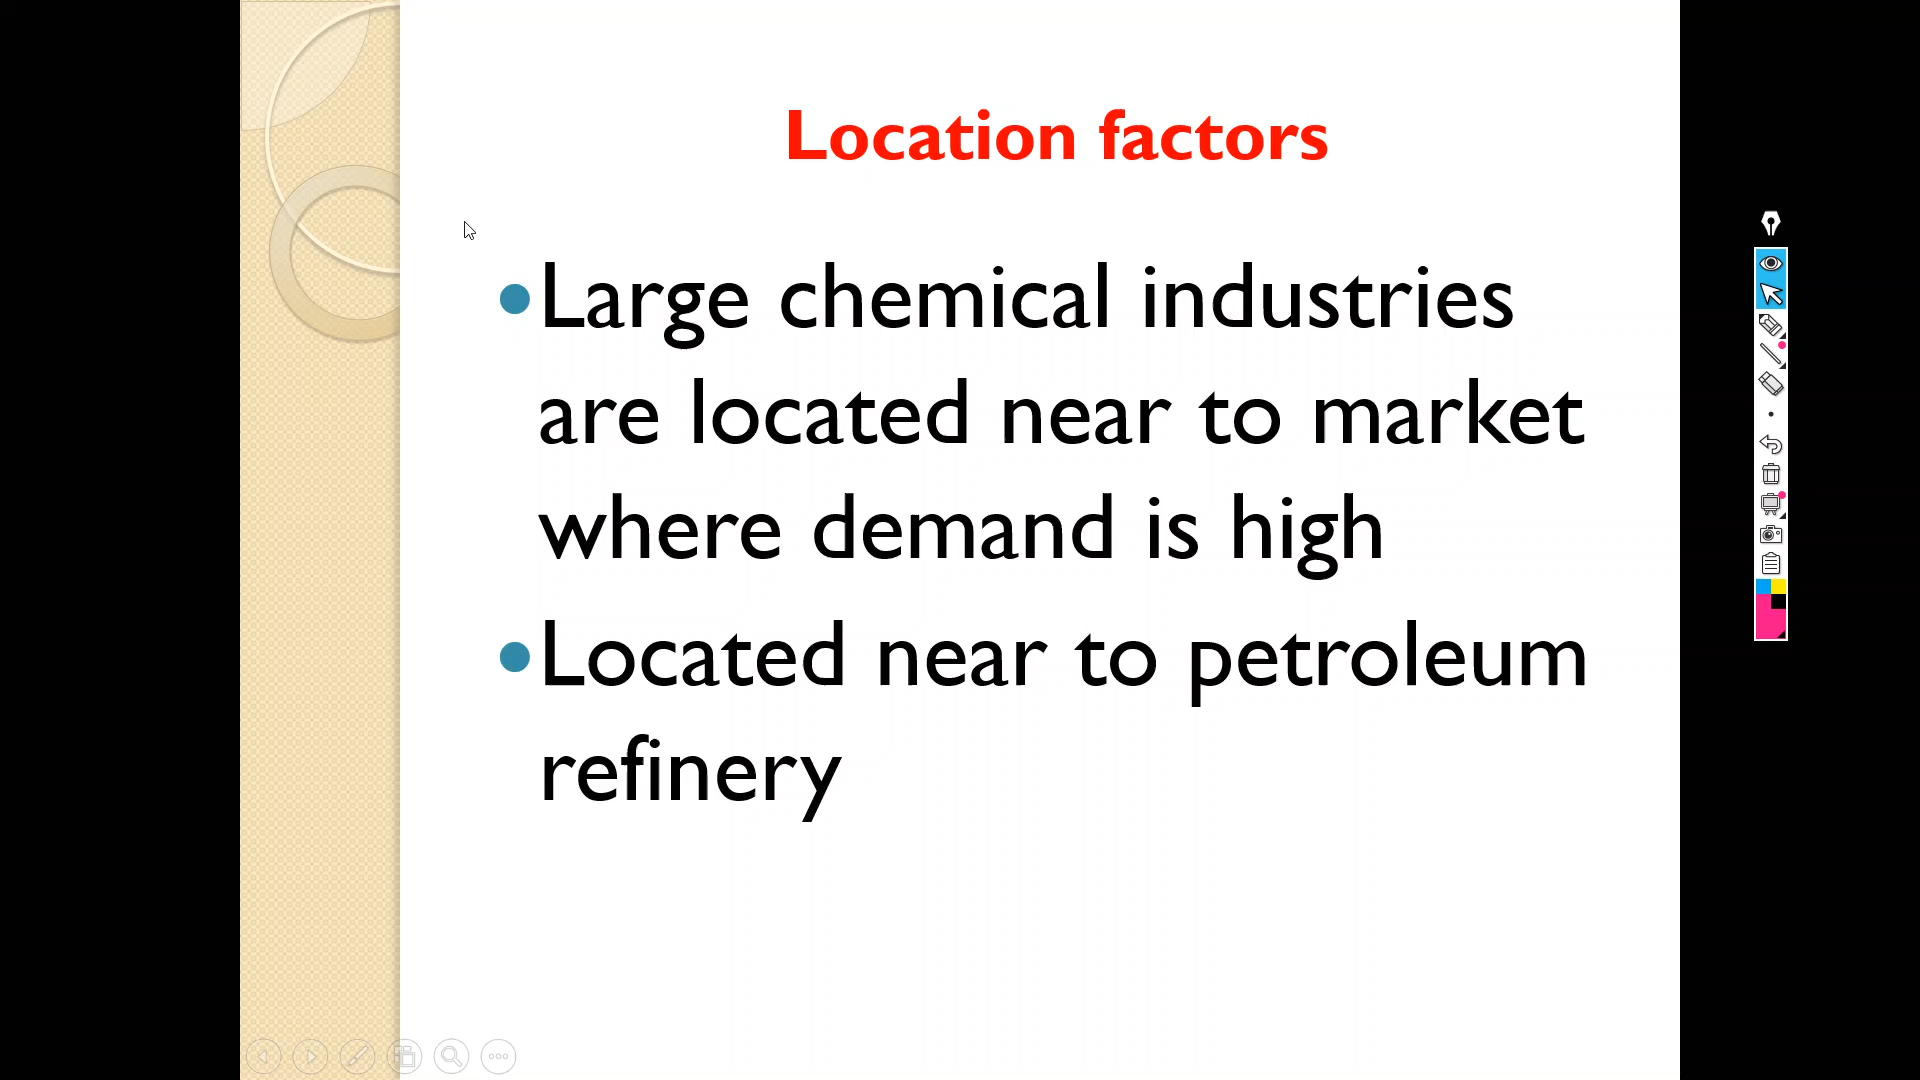 Location factors
•Large chemical industries
are located near to market
where demand is high
•Located near to petroleum
refinery